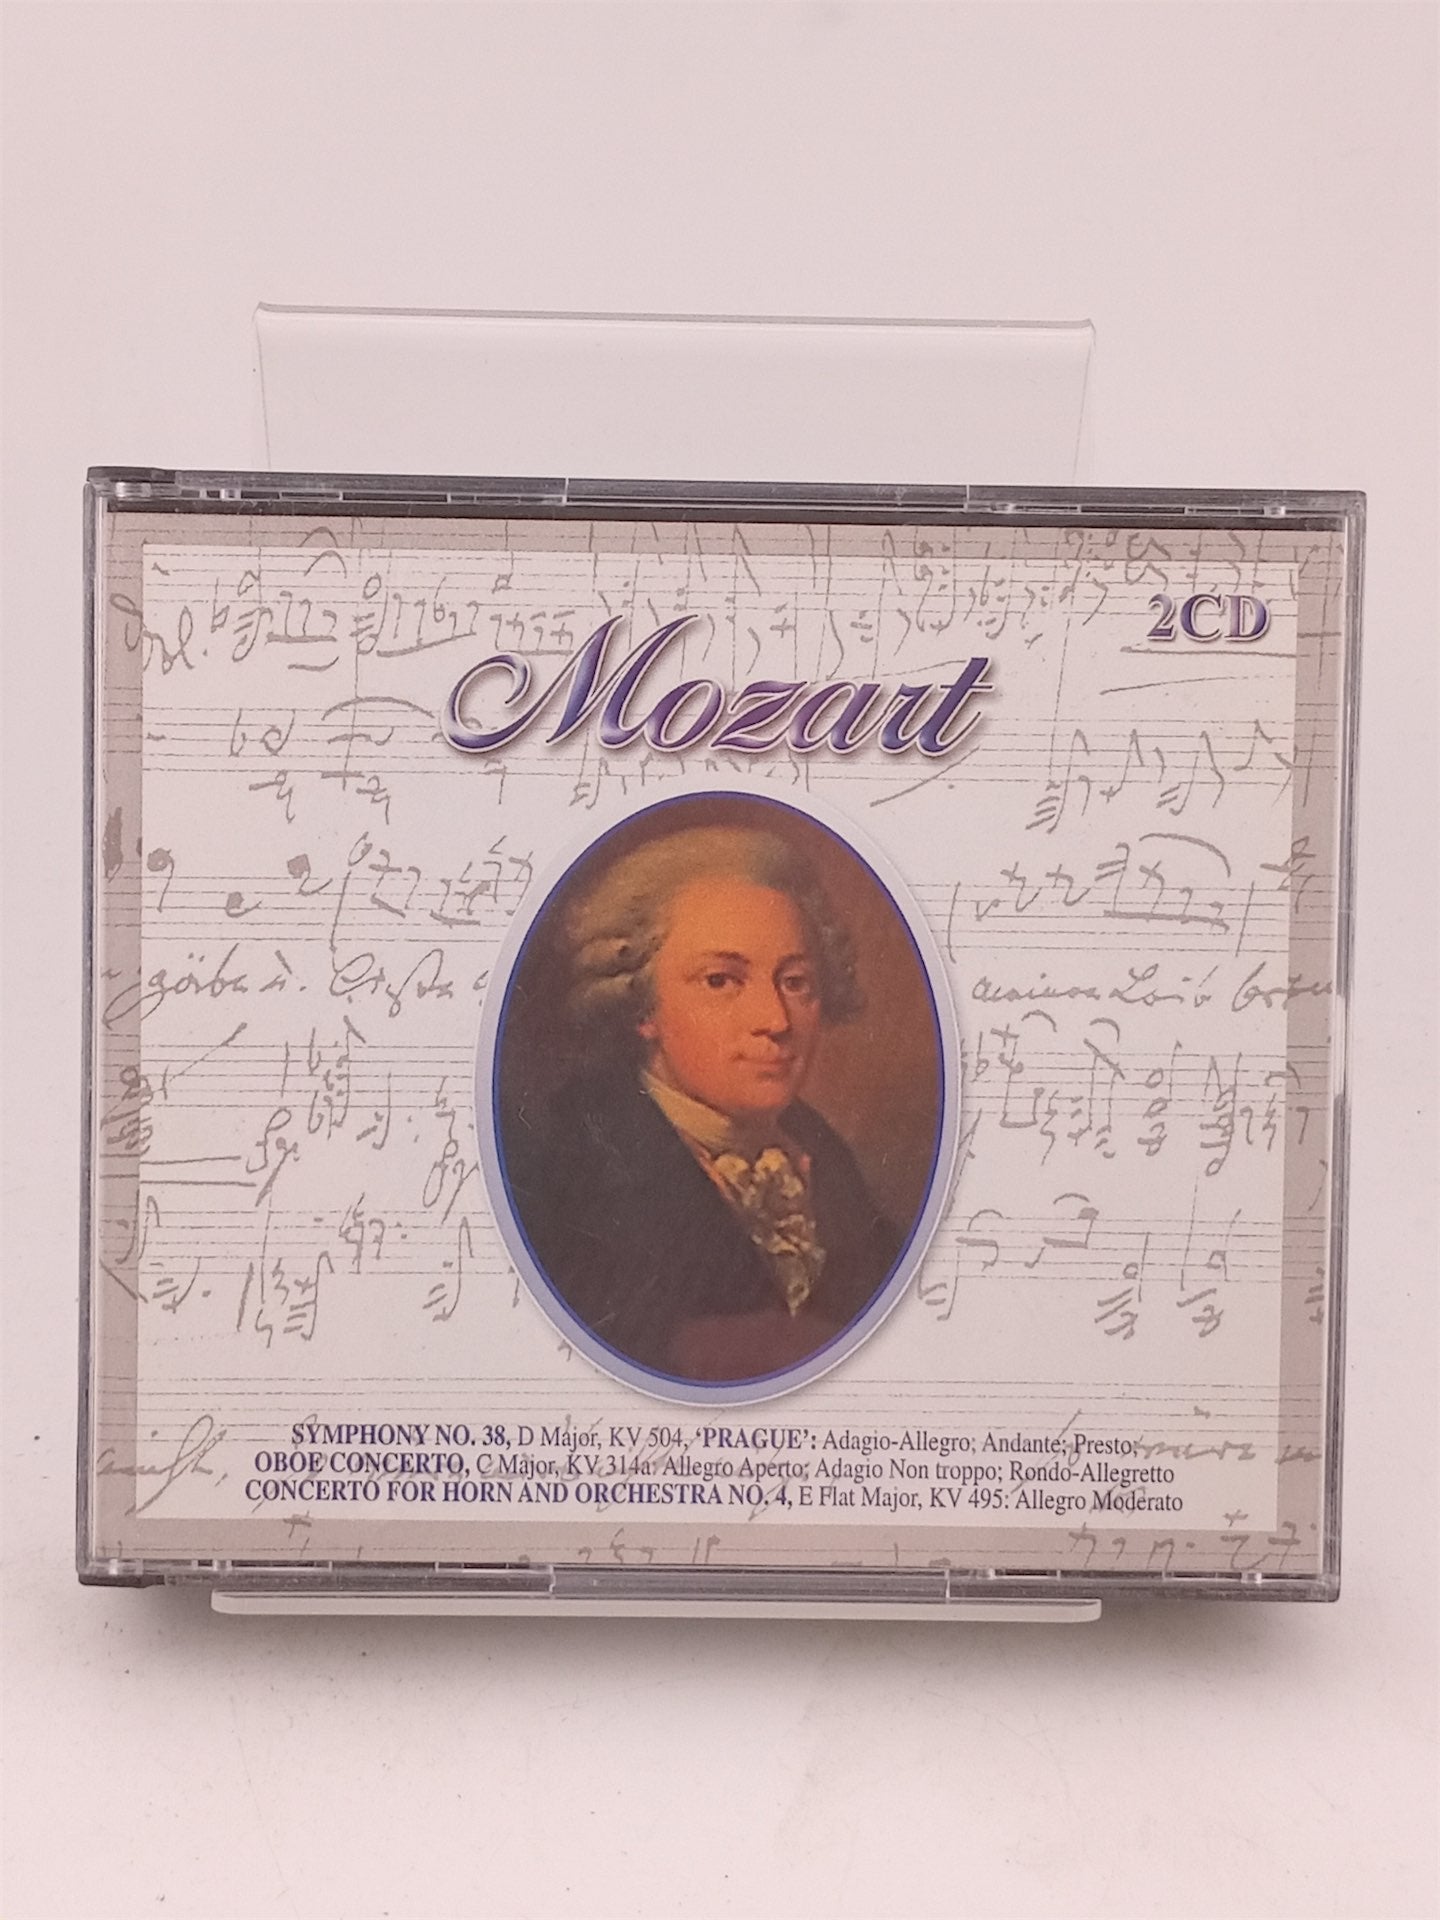 2CD
Mozart
SYMPHONY NO. 38, D Major, KV 504, ‘PRAGUE’: Adagio-Allegro; Andante; Presto;
OBOE CONCERTO, C Major, KV 314a: Allegro Aperto; Adagio Non troppo; Rondo-Allegretto
CONCERTO FOR HORN AND ORCHESTRA NO. 4, E Flat Major, KV 495: Allegro Moderato